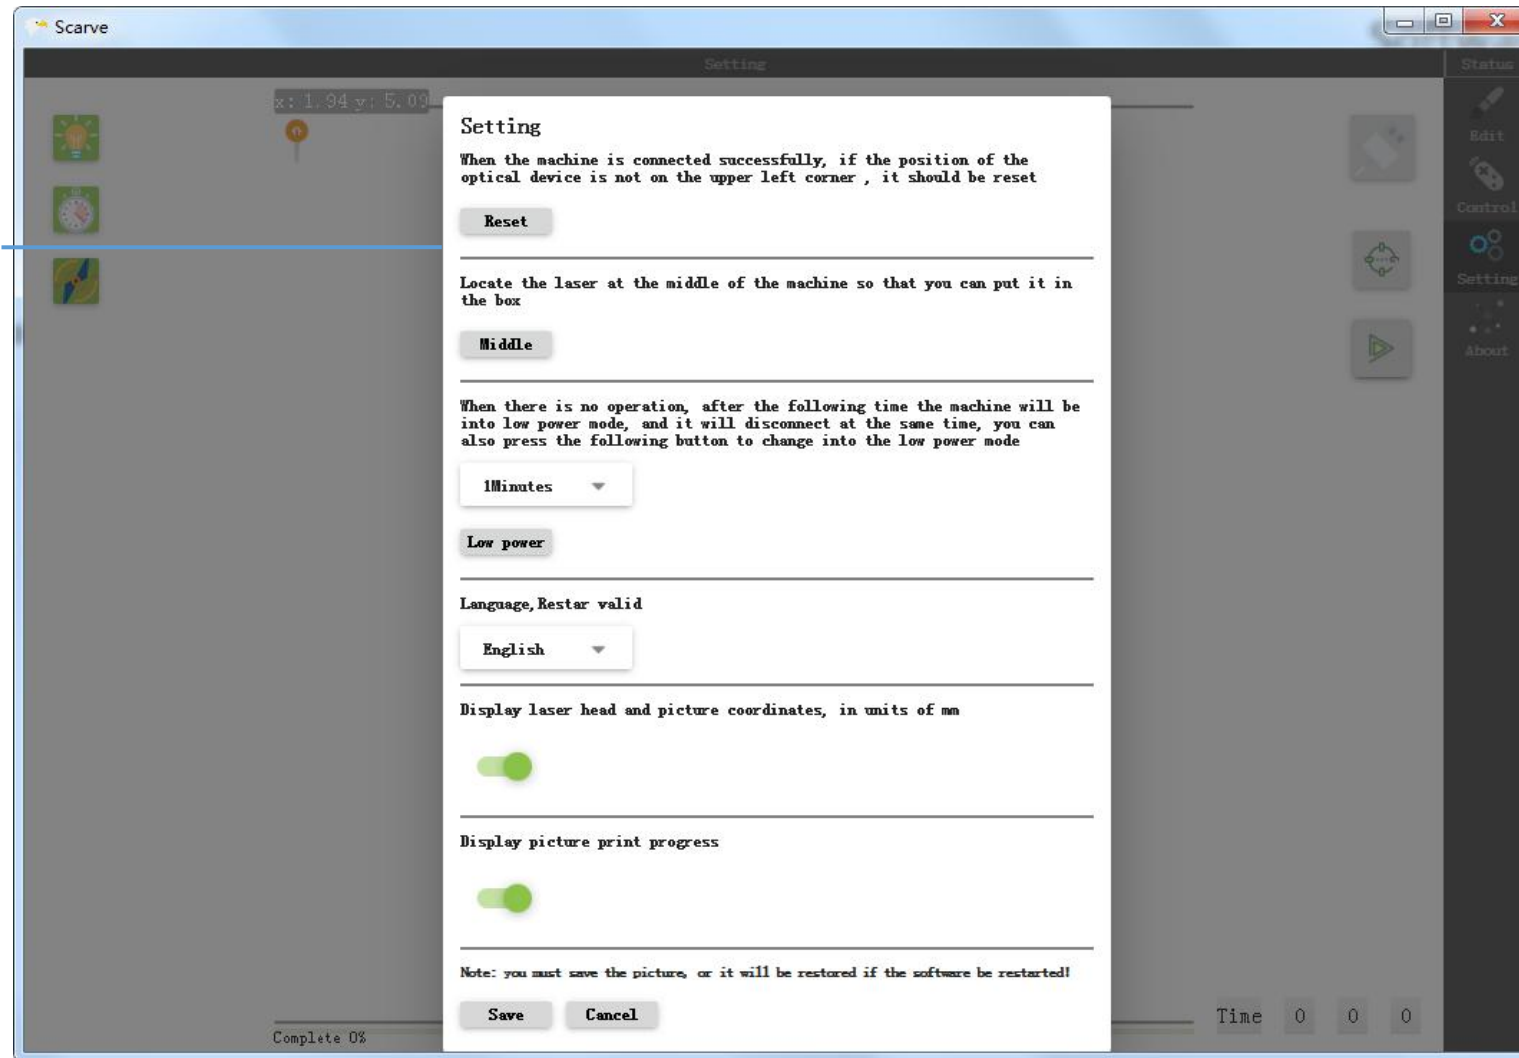 Scarve
Setting
Status
x: 1.94 y: 5.09
Edit
Control
Setting
About
Setting
When the machine is connected successfully, if the position of the
optical device is not on the upper left corner , it should be reset
Reset
Locate the laser at the middle of the machine so that you can put it in
the box
Middle
When there is no operation, after the following time the machine will be
into low power mode, and it will disconnect at the same time, you can
also press the following button to change into the low power mode
1Minutes
Low power
Language,Restar valid
English
Display laser head and picture coordinates, in units of mm
Display picture print progress
Note: you must save the picture, or it will be restored if the software be restarted!
Save Cancel
Complete 0%
Time 0 0 0